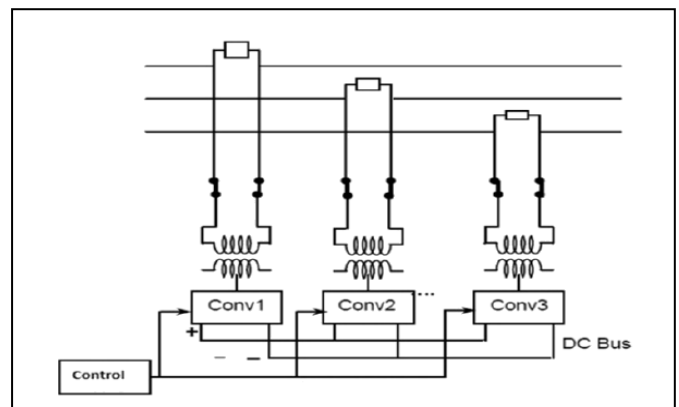 Conv1
Conv2
...
Conv3
+
DC Bus
– –
Control